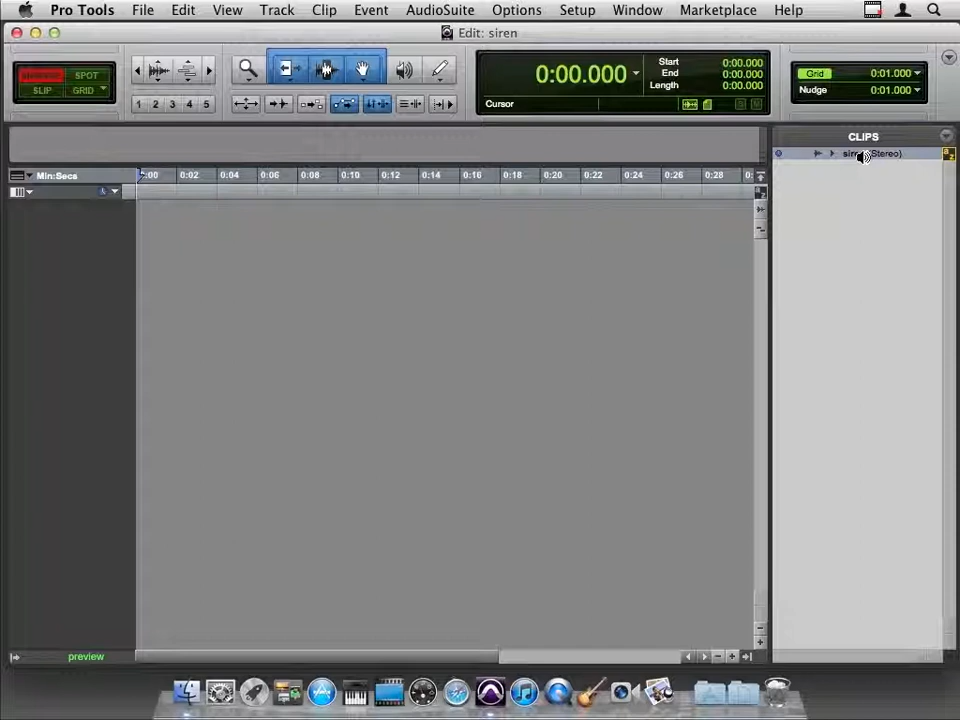 Pro Tools File Edit View Track Clip Event AudioSuite Options Setup Window Marketplace Help
Edit: siren
SHUFFLE SPOT
SLIP GRID
1 2 3 4 5
0:00.000
Start 0:00.000
End 0:00.000
Length 0:00.000
Cursor
Grid 0:01.000
Nudge 0:01.000
CLIPS
(Stereo)
Min:Secs
:00 0:02 0:04 0:06 0:08 0:10 0:12 0:14 0:16 0:18 0:20 0:22 0:24 0:26 0:28 0:
preview